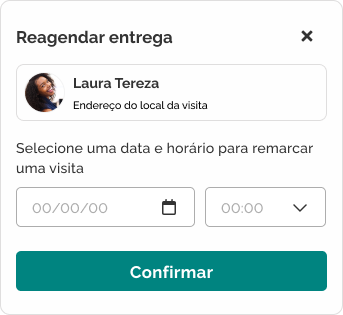 Reagendar entrega
Laura Tereza
Endereço do local da visita
Selecione uma data e horário para remarcar
uma visita
00/00/00
00:00
Confirmar